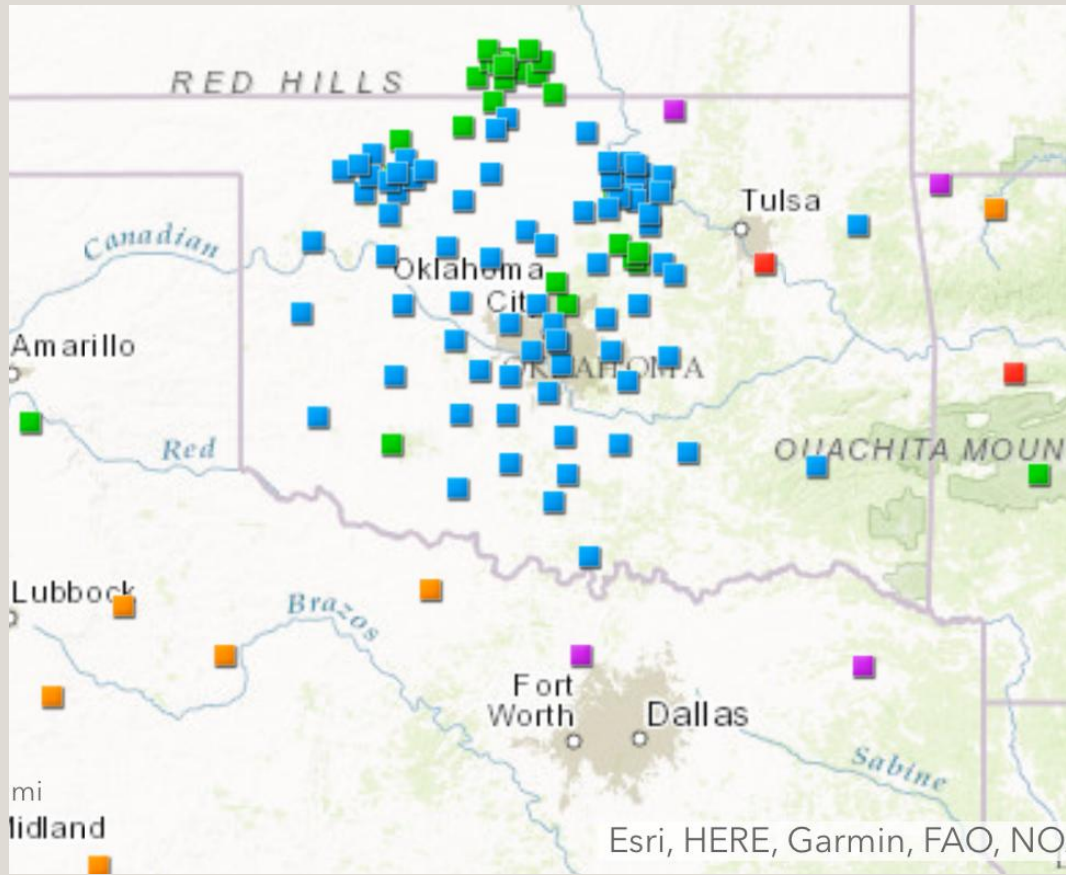 RED HILLS
Tulsa
Canadian
Oklahoma
City
Amarillo
OKLAHOMA
Red
OUACHITA MOUN
Lubbock
Brazos
Fort
Worth
Dallas
Sabine
mi
Midland
Esri, HERE, Garmin, FAO, NO